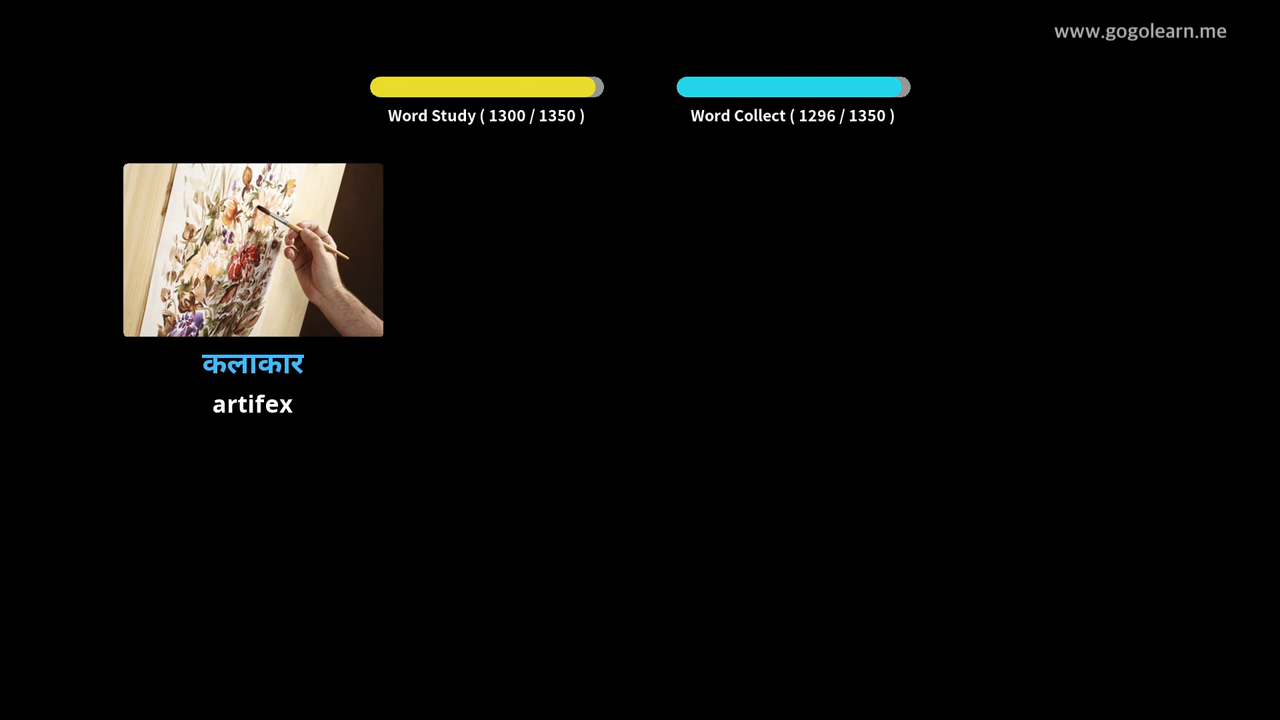 www.gogolearn.me
Word Study ( 1300 / 1350 )
Word Collect ( 1296 / 1350 )
कलाकार
artifex